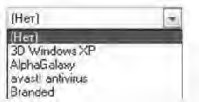 (Нет)
(Нет)
3D Windows XP
AlphaGalaxy
avast! antivirus
Branded